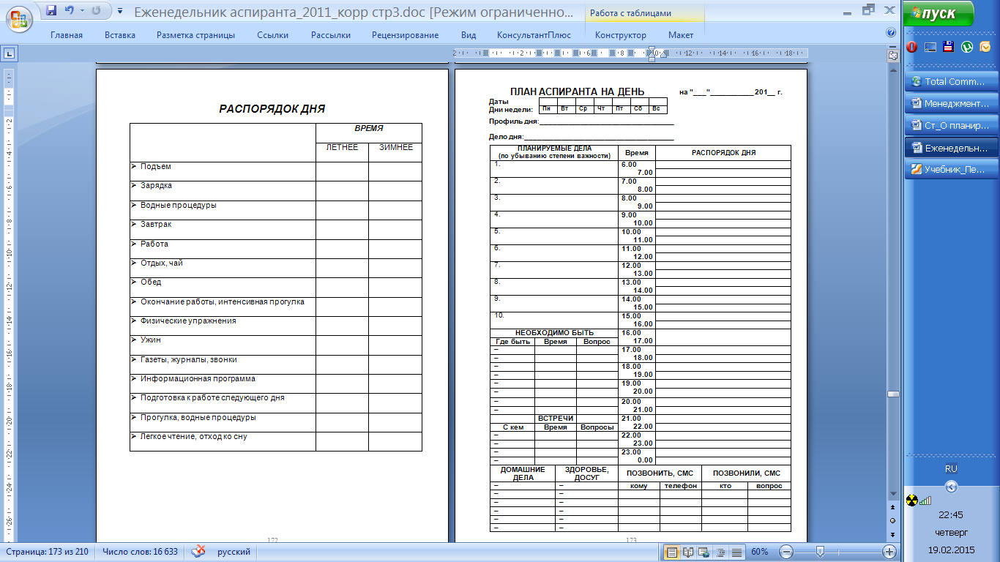 Еженедельник аспиранта_2011_корр стр3.doc [Режим ограниченно...
Работа с таблицами
Главная Вставка Разметка страницы Ссылки Рассылки Рецензирование Вид КонсультантПлюс Конструктор Макет
РАСПОРЯДОК ДНЯ
ВРЕМЯ
ЛЕТНЕЕ ЗИМНЕЕ
Подъем
Зарядка
Водные процедуры
Завтрак
Работа
Отдых, чай
Обед
Окончание работы, интенсивная прогулка
Физические упражнения
Ужин
Газеты, журналы, звонки
Информационная программа
Подготовка к работе следующего дня
Прогулка, водные процедуры
Легкое чтение, отход ко сну
172
ПЛАН АСПИРАНТА НА ДЕНЬ на "___"___________ 201__ г.
Даты
Дни недели: Пн Вт Ср Чт Пт Сб Вс
Профиль дня:
Дело дня:
ПЛАНИРУЕМЫЕ ДЕЛА
(по убыванию степени важности)
Время
РАСПОРЯДОК ДНЯ
1. 6.00
7.00
2. 7.00
8.00
3. 8.00
9.00
4. 9.00
10.00
5. 10.00
11.00
6. 11.00
12.00
7. 12.00
13.00
8. 13.00
14.00
9. 14.00
15.00
10. 15.00
16.00
НЕОБХОДИМО БЫТЬ 16.00
Где быть Время Вопрос 17.00
– 17.00
– 18.00
– 18.00
– 19.00
– 19.00
– 20.00
– 20.00
– 21.00
ВСТРЕЧИ 21.00
С кем Время Вопросы 22.00
– 22.00
– 23.00
– 23.00
– 0.00
ДОМАШНИЕ ДЕЛА
ЗДОРОВЬЕ, ДОСУГ
ПОЗВОНИТЬ, СМС
ПОЗВОНИЛИ, СМС
– – кому телефон кто вопрос
– –
– –
– –
– –
– –
173
Страница: 173 из 210 Число слов: 16 633 русский 60%
пуск
Total Comm...
Менеджмент...
Ст_О планир...
Еженедельн...
Учебник_Пе...
RU
22:45
четверг
19.02.2015